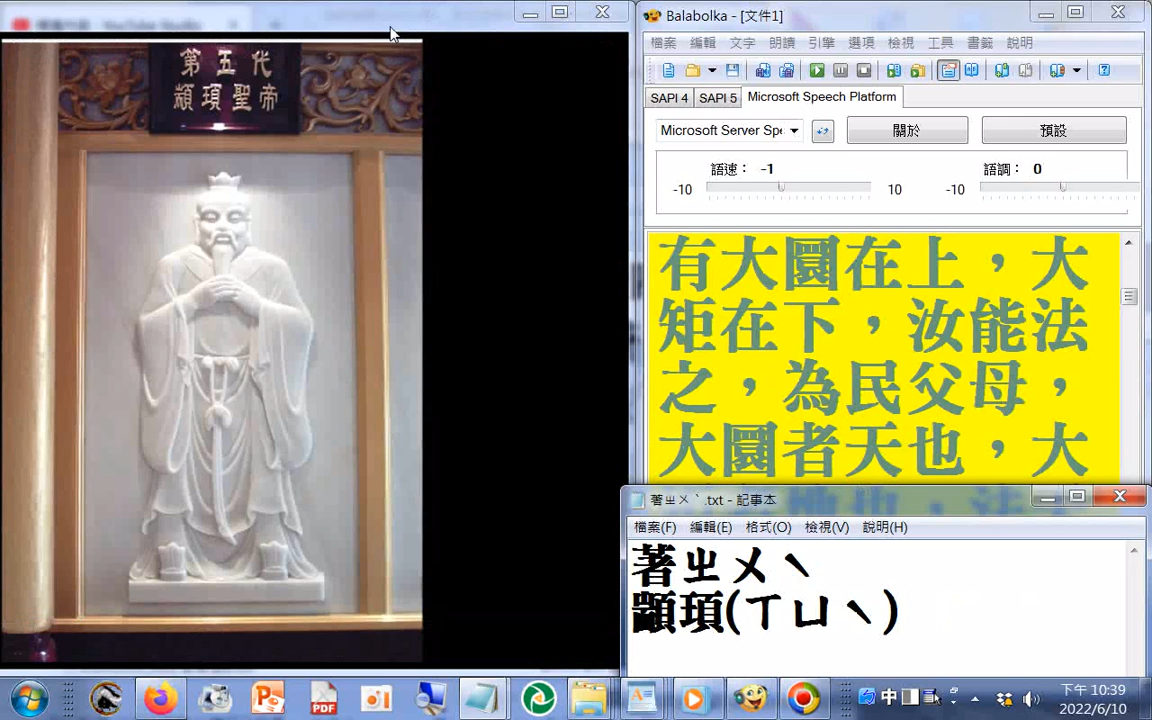 第五代
顓頊聖帝
Balabolka - [文件1]
檔案 編輯 文字 朗讀 引擎 選項 檢視 工具 書籤 說明
SAPI 4 SAPI 5 Microsoft Speech Platform
Microsoft Server Spe 關於 預設
語速： -1 語調： 0
-10 10 -10
有大圜在上，大
矩在下，汝能法
之，為民父母，
大圜者天也，大
著ㄓㄨˋ.txt - 記事本
檔案(F) 編輯(E) 格式(O) 檢視(V) 說明(H)
著ㄓㄨˋ
顓頊(ㄒㄩˋ)
中
下午 10:39
2022/6/10